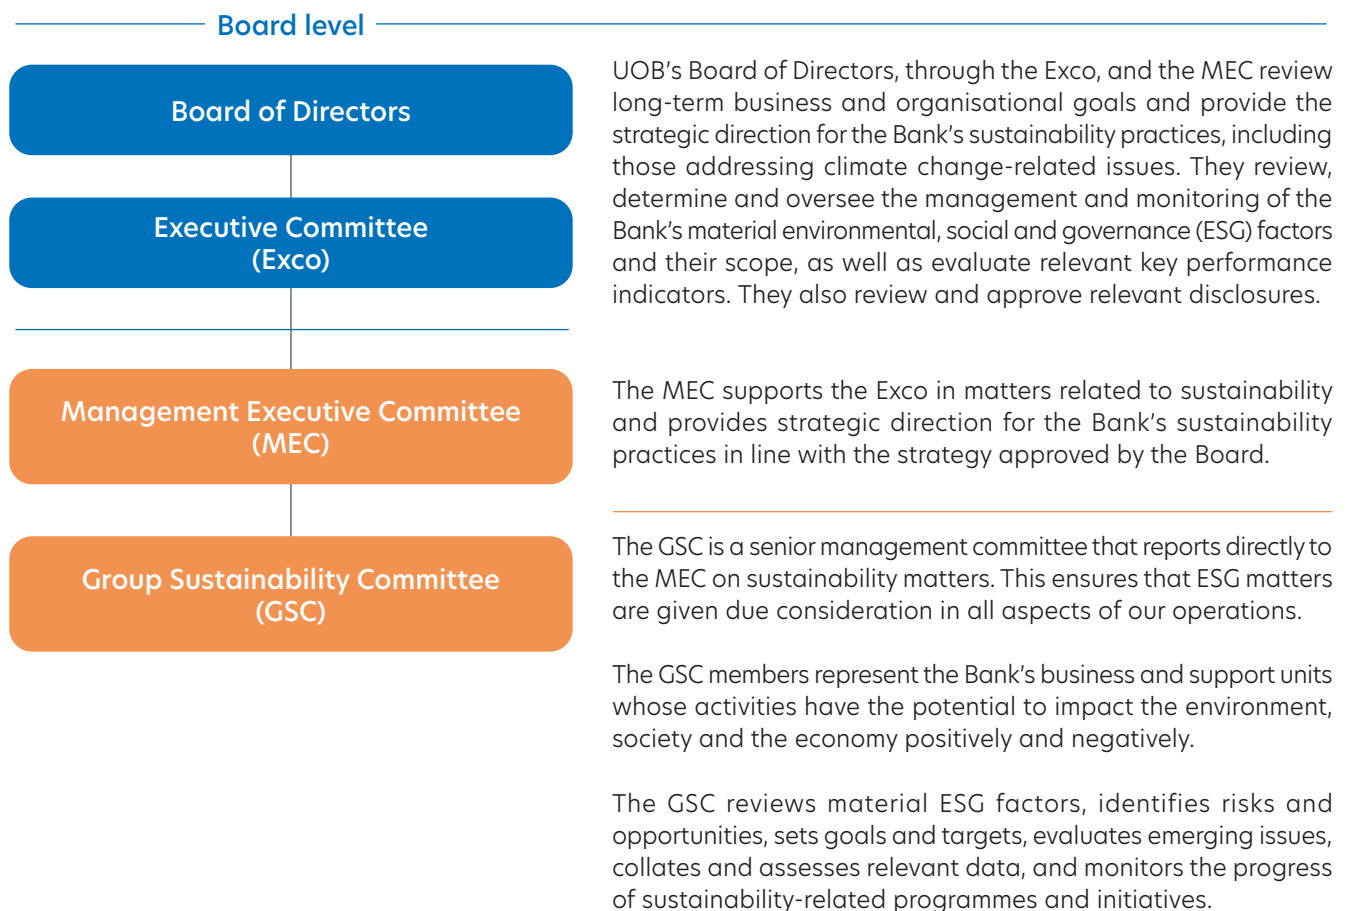 Board level
Board of Directors
Executive Committee
(Exco)
UOB's Board of Directors, through the Exco, and the MEC review
long-term business and organisational goals and provide the
strategic direction for the Bank's sustainability practices, including
those addressing climate change-related issues. They review,
determine and oversee the management and monitoring of the
Bank's material environmental, social and governance (ESG) factors
and their scope, as well as evaluate relevant key performance
indicators. They also review and approve relevant disclosures.
Management Executive Committee
(MEC)
The MEC supports the Exco in matters related to sustainability
and provides strategic direction for the Bank's sustainability
practices in line with the strategy approved by the Board.
Group Sustainability Committee
(GSC)
The GSC is a senior management committee that reports directly to
the MEC on sustainability matters. This ensures that ESG matters
are given due consideration in all aspects of our operations.
The GSC members represent the Bank's business and support units
whose activities have the potential to impact the environment,
society and the economy positively and negatively.
The GSC reviews material ESG factors, identifies risks and
opportunities, sets goals and targets, evaluates emerging issues,
collates and assesses relevant data, and monitors the progress
of sustainability-related programmes and initiatives.